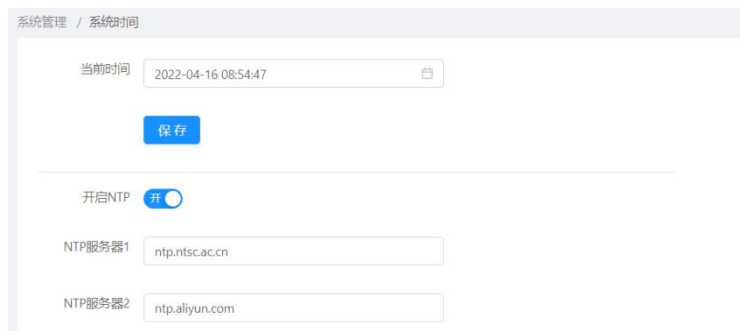 系统管理 / 系统时间
当前时间 2022-04-16 08:54:47
保存
开启NTP 开
NTP服务器1 ntp.ntsc.ac.cn
NTP服务器2 ntp.aliyun.com